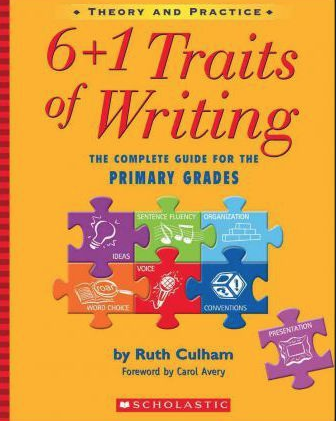 THEORY AND PRACTICE
6+1 Traits
of Writing
THE COMPLETE GUIDE FOR THE
PRIMARY GRADES
IDEAS
SENTENCE FLUENCY
ORGANIZATION
WORD CHOICE
ROAR
VOICE
CONVENTIONS
PRESENTATION
by Ruth Culham
Foreword by Carol Avery
SCHOLASTIC